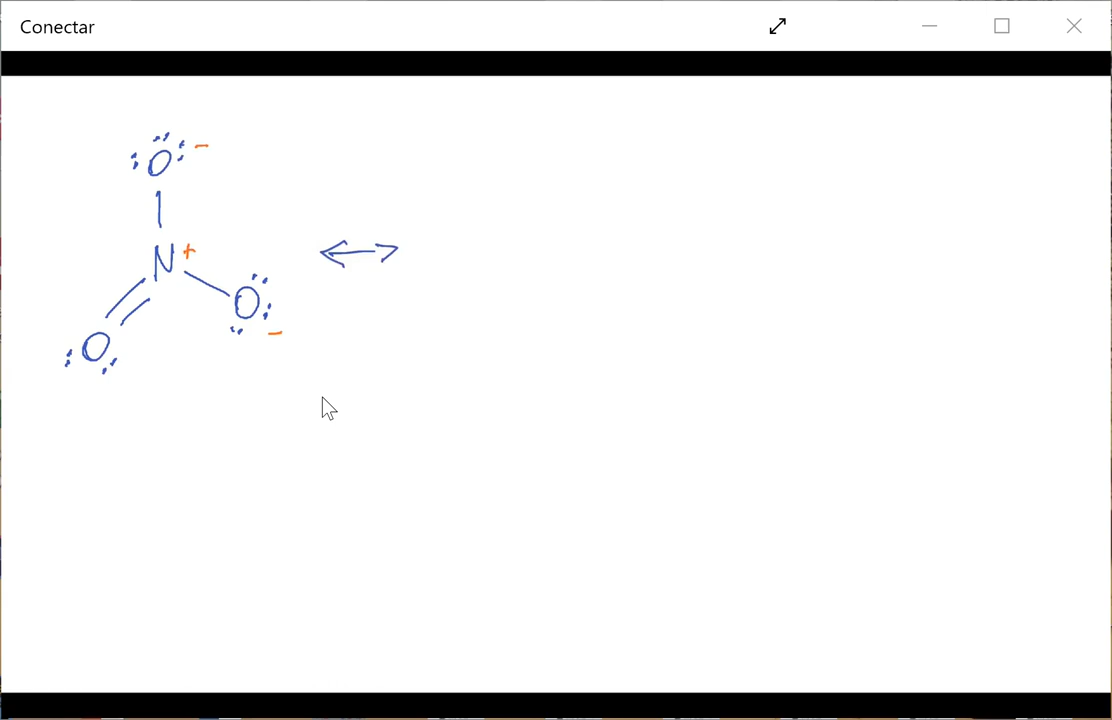 Conectar
O -
N +
O -
O